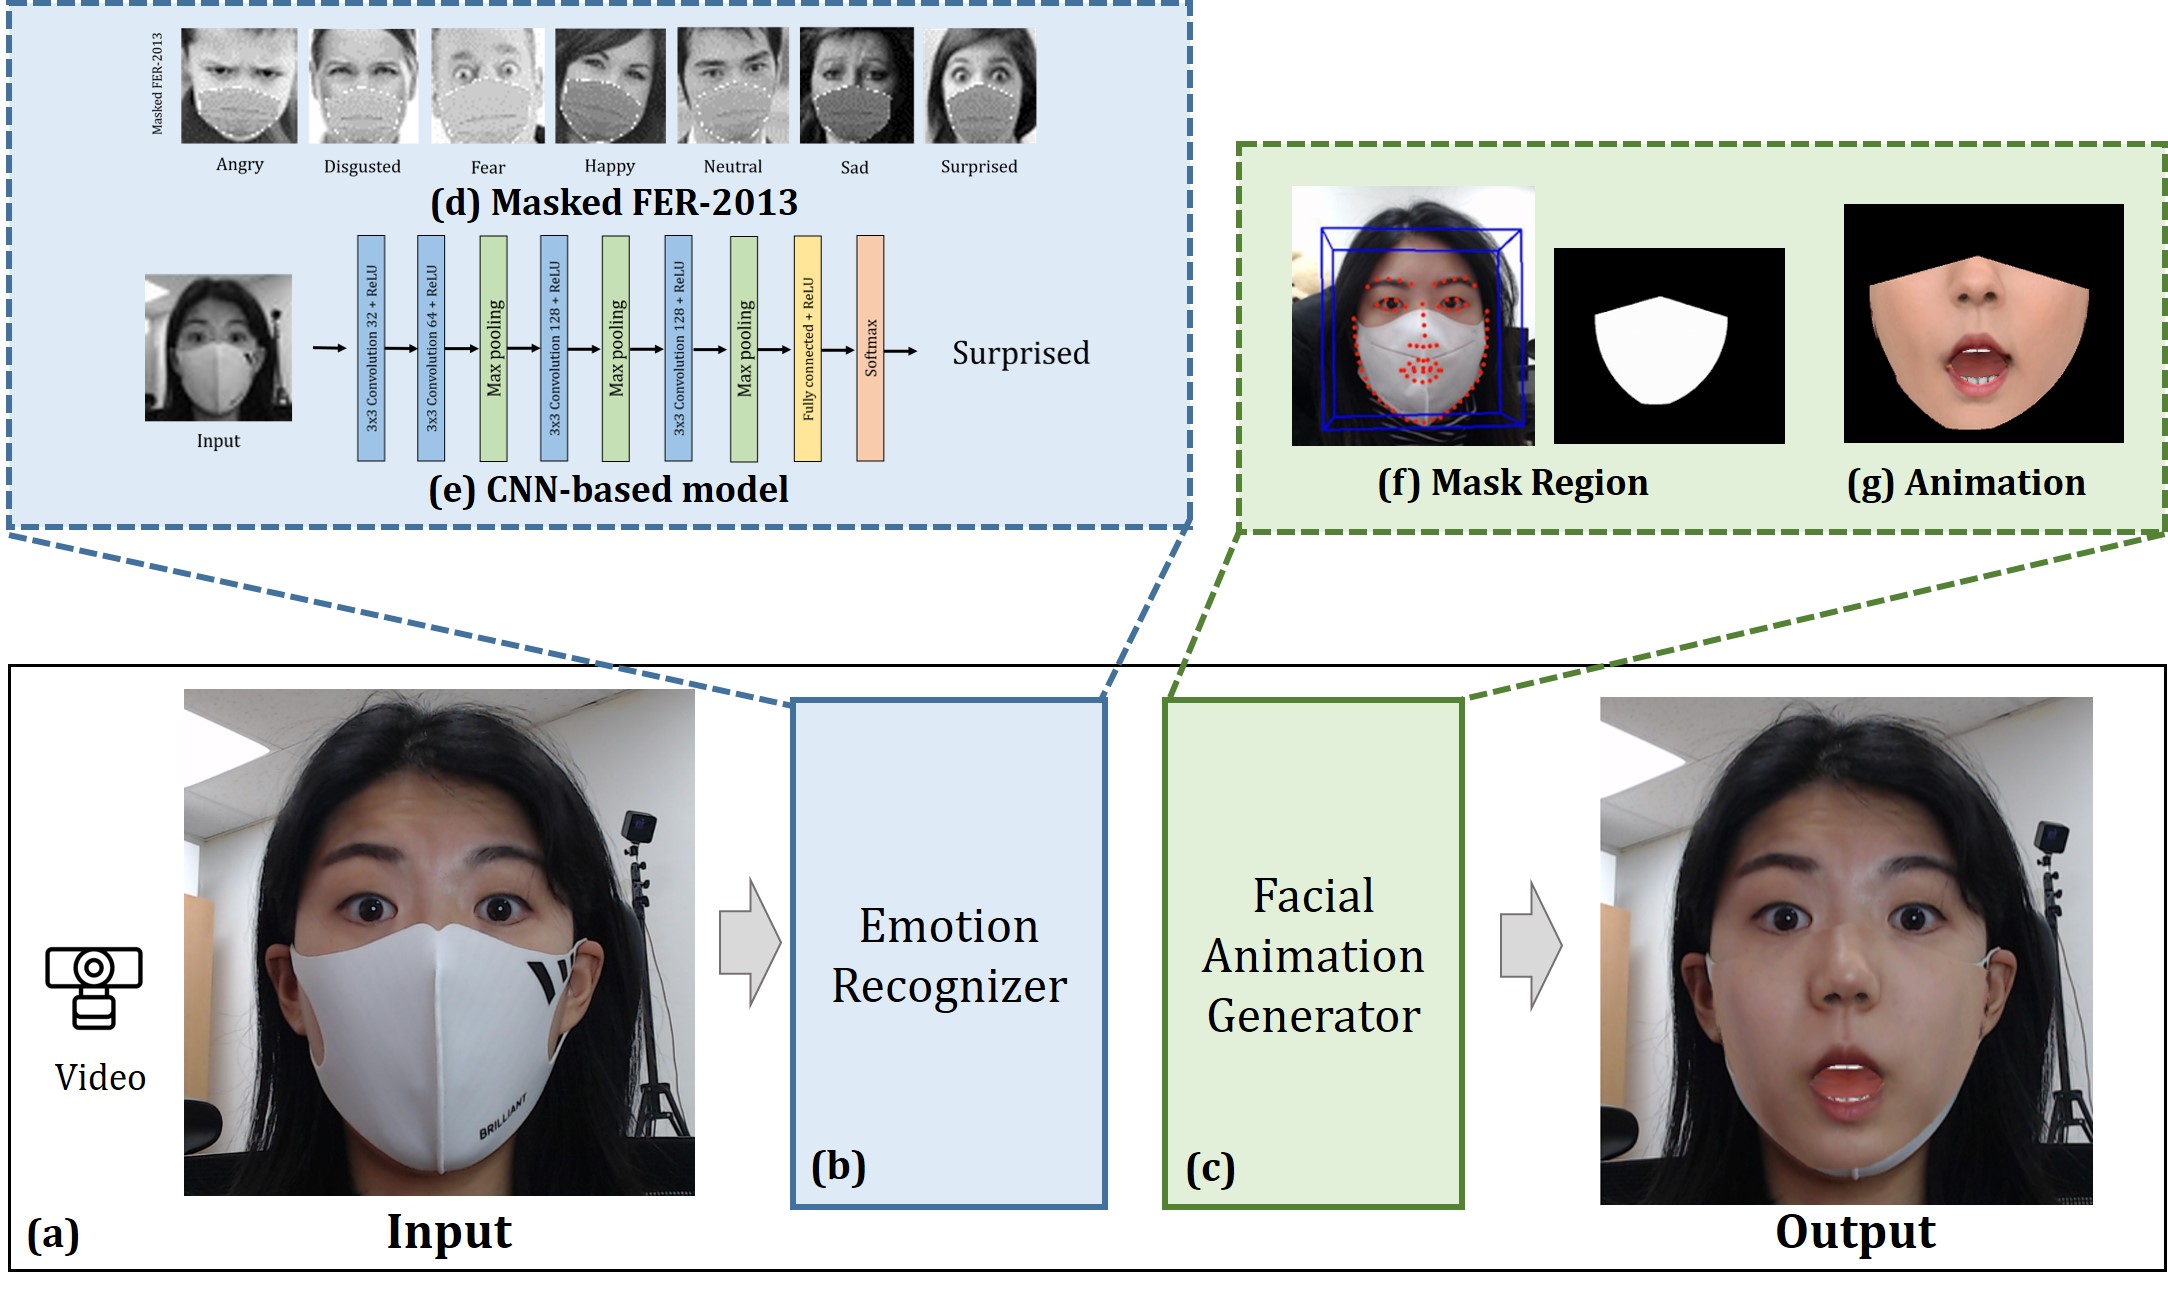 Masked FER-2013
Angry
Disgusted
Fear
Happy
Neutral
Sad
Surprised
(d) Masked FER-2013
Input
3x3 Convolution 32 + ReLU
3x3 Convolution 64 + ReLU
Max pooling
3x3 Convolution 128 + ReLU
Max pooling
3x3 Convolution 128 + ReLU
Max pooling
Fully connected + ReLU
Softmax
Surprised
(e) CNN-based model
(f) Mask Region
(g) Animation
Video
BRILLIANT
(a)
Input
Emotion
Recognizer
(b)
Facial
Animation
Generator
(c)
Output